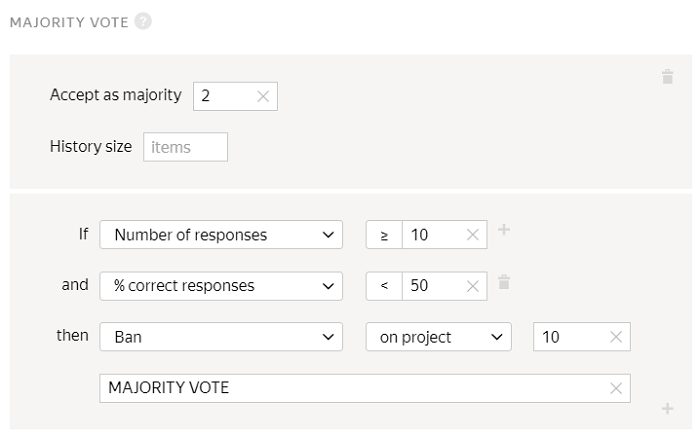 MAJORITY VOTE ?
Accept as majority 2
History size items
If Number of responses ≥ 10
and % correct responses < 50
then Ban on project 10
MAJORITY VOTE